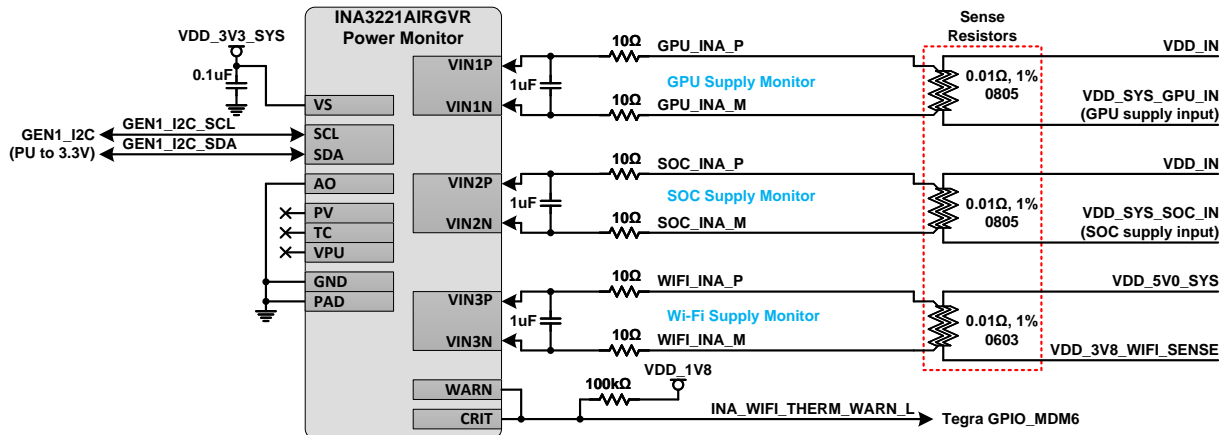 INA3221AIRGVR
Power Monitor
Sense
Resistors
VDD_3V3_SYS
0.1uF
VS
GEN1_I2C
(PU to 3.3V)
GEN1_I2C_SCL
GEN1_I2C_SDA
SCL
SDA
AO
PV
TC
VPU
GND
PAD
VIN1P
VIN1N
1uF
10Ω
10Ω
GPU_INA_P
GPU Supply Monitor
GPU_INA_M
0.01Ω, 1%
0805
VDD_IN
VDD_SYS_GPU_IN
(GPU supply input)
VIN2P
VIN2N
1uF
10Ω
10Ω
SOC_INA_P
SOC Supply Monitor
SOC_INA_M
0.01Ω, 1%
0805
VDD_IN
VDD_SYS_SOC_IN
(SOC supply input)
VIN3P
VIN3N
1uF
10Ω
10Ω
WIFI_INA_P
Wi-Fi Supply Monitor
WIFI_INA_M
0.01Ω, 1%
0603
VDD_5V0_SYS
VDD_3V8_WIFI_SENSE
WARN
CRIT
100kΩ
VDD_1V8
INA_WIFI_THERM_WARN_L
Tegra GPIO_MDM6